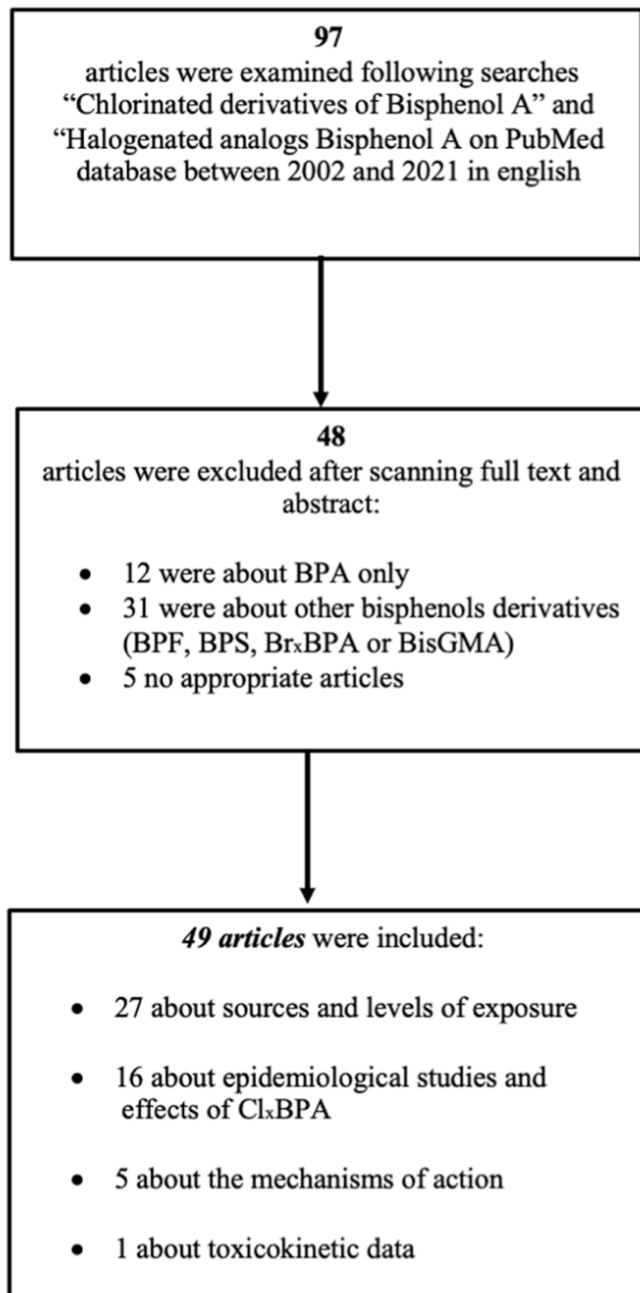 97
articles were examined following searches
“Chlorinated derivatives of Bisphenol A” and
“Halogenated analogs Bisphenol A on PubMed
database between 2002 and 2021 in english
48
articles were excluded after scanning full text and
abstract:
• 12 were about BPA only
• 31 were about other bisphenols derivatives
(BPF, BPS, BrₓBPA or BisGMA)
• 5 no appropriate articles
49 articles were included:
• 27 about sources and levels of exposure
• 16 about epidemiological studies and
effects of ClₓBPA
• 5 about the mechanisms of action
• 1 about toxicokinetic data